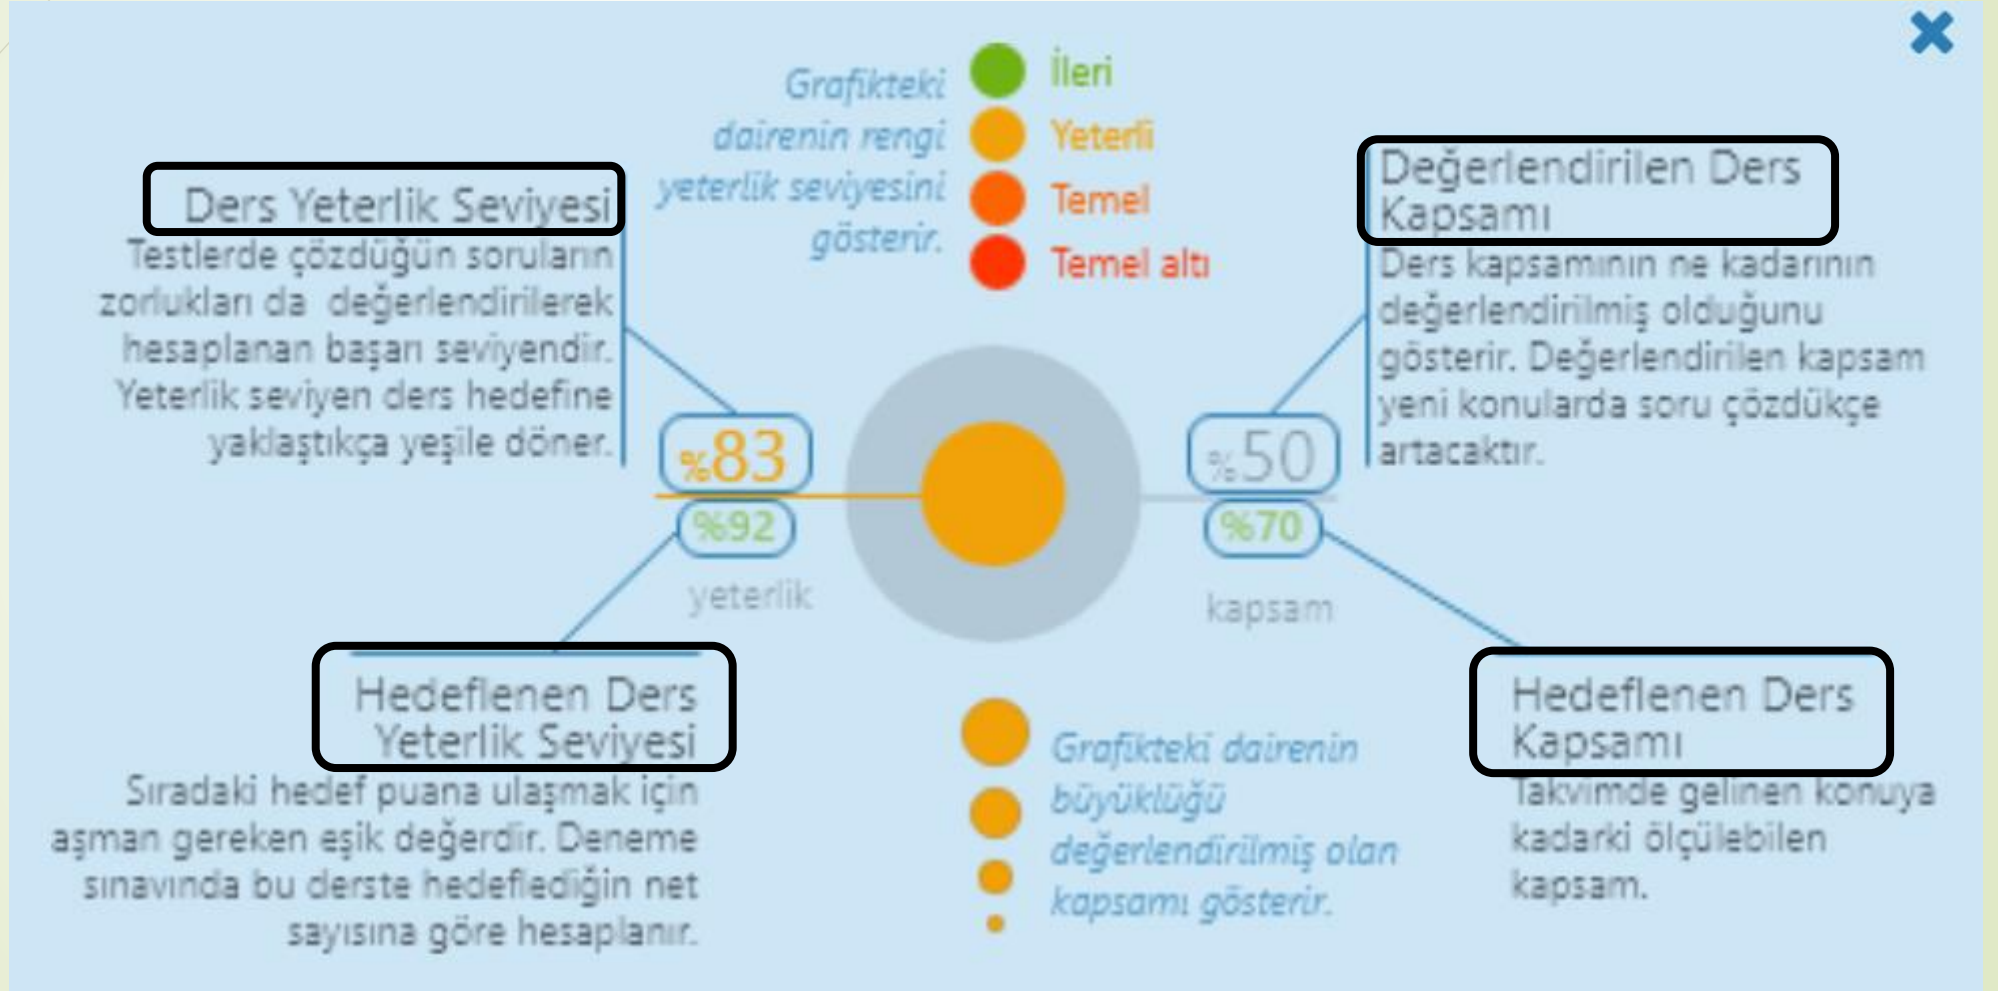 Grafikteki
dairenin rengi
yeterlik seviyesini
gösterir.
İleri
Yeterli
Temel
Temel altı
Ders Yeterlik Seviyesi
Testlerde çözdüğün soruların
zorlukları da değerlendirilerek
hesaplanan başarı seviyendir.
Yeterlik seviyen ders hedefine
yaklaştıkça yeşile döner.
Değerlendirilen Ders
Kapsamı
Ders kapsamının ne kadarının
değerlendirilmiş olduğunu
gösterir. Değerlendirilen kapsam
yeni konularda soru çözdükçe
artacaktır.
%83
%92
yeterlik
%50
%70
kapsam
Hedeflenen Ders
Yeterlik Seviyesi
Sıradaki hedef puana ulaşmak için
aşman gereken eşik değerdir. Deneme
sınavında bu derste hedeflediğin net
sayısına göre hesaplanır.
Grafikteki dairenin
büyüklüğü
değerlendirilmiş olan
kapsamı gösterir.
Hedeflenen Ders
Kapsamı
Takvimde gelinen konuya
kadarki ölçülebilen
kapsam.